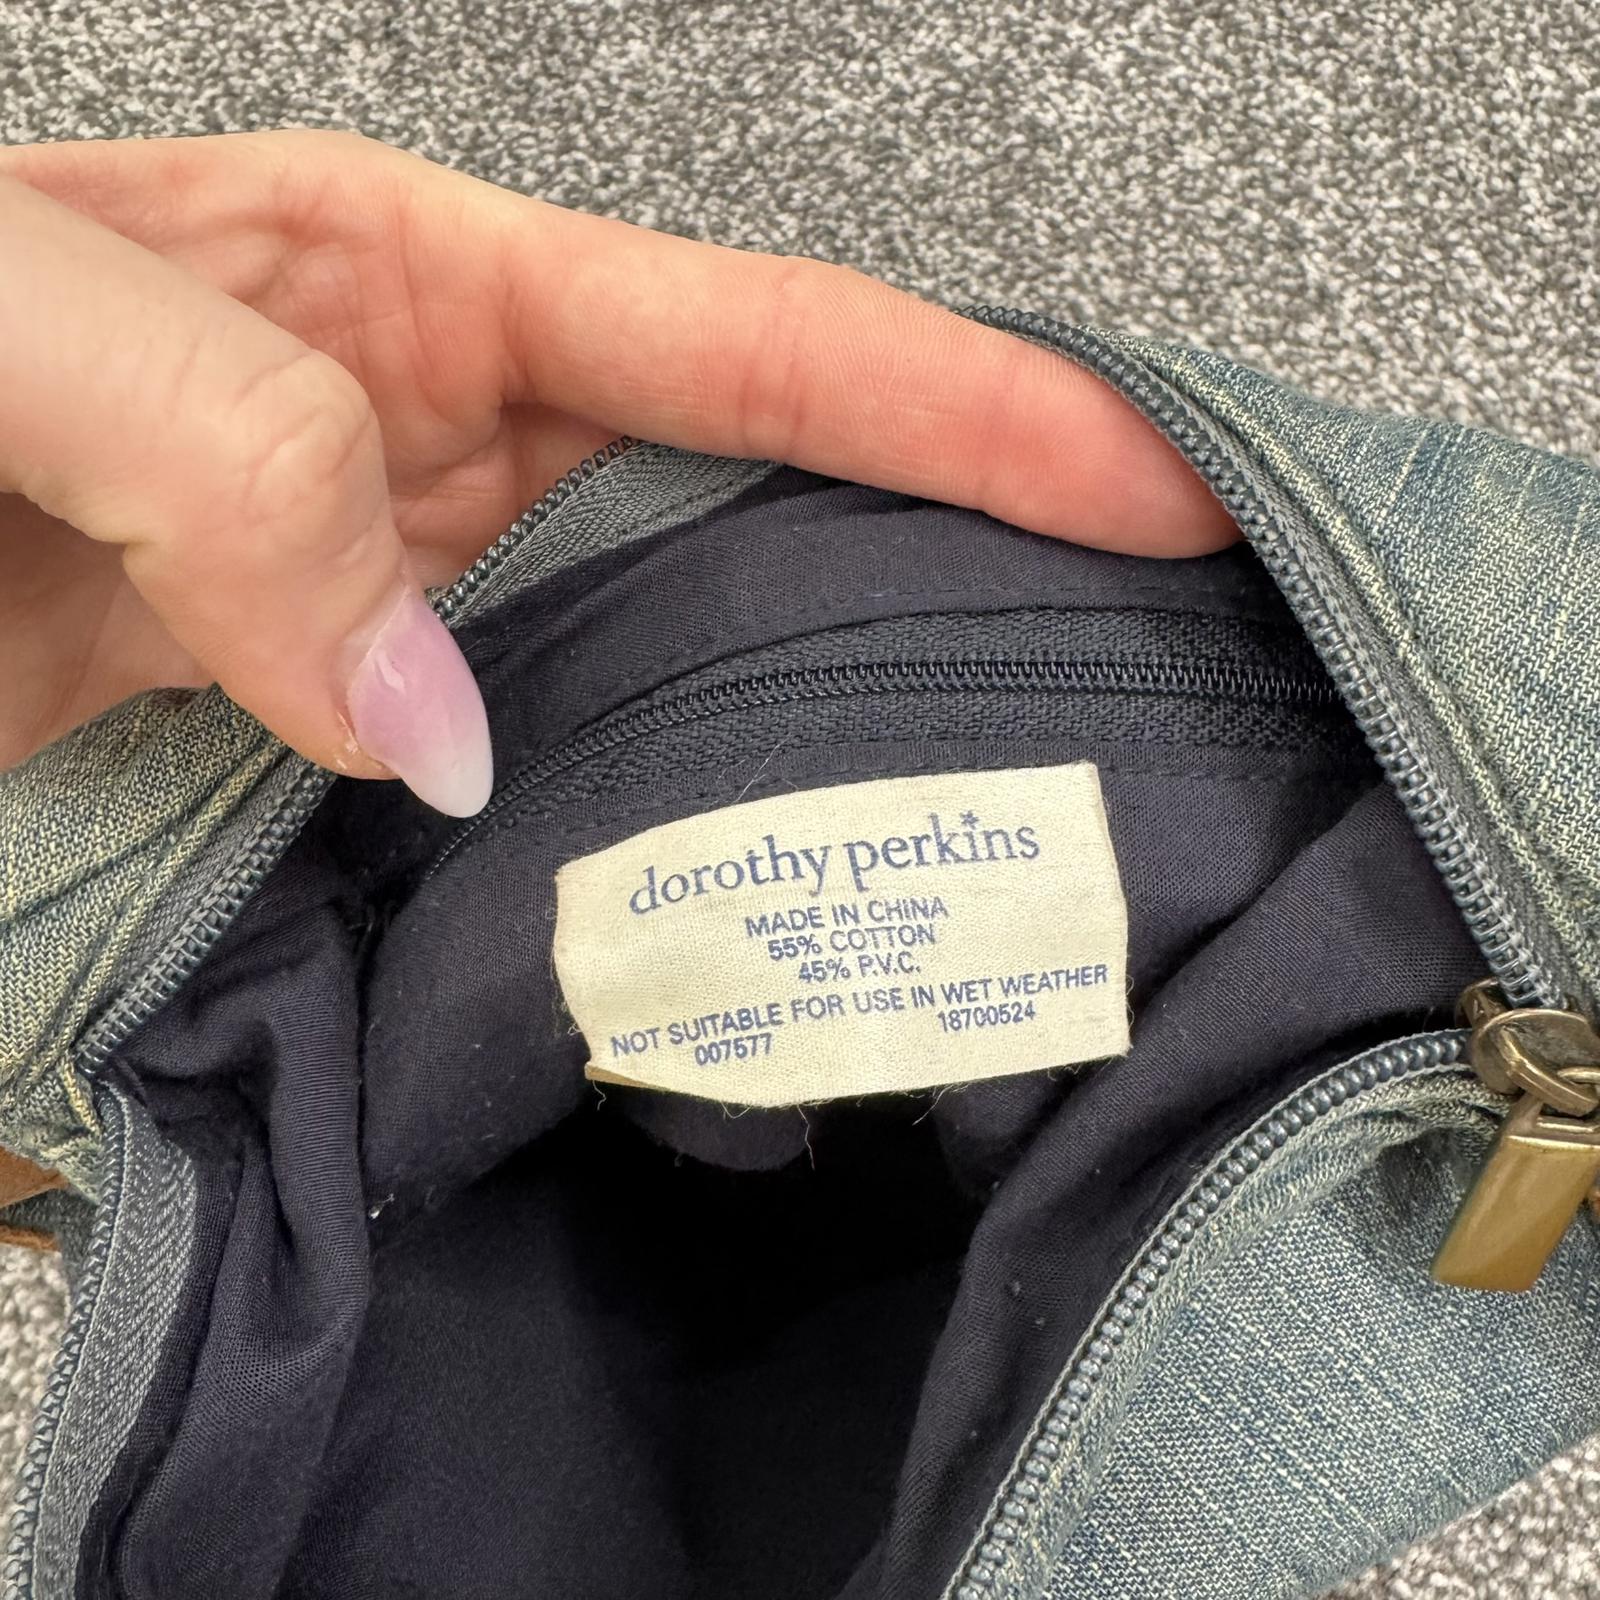 dorothy perkins
MADE IN CHINA
55% COTTON
45% P.V.C.
NOT SUITABLE FOR USE IN WET WEATHER
007577 18700524